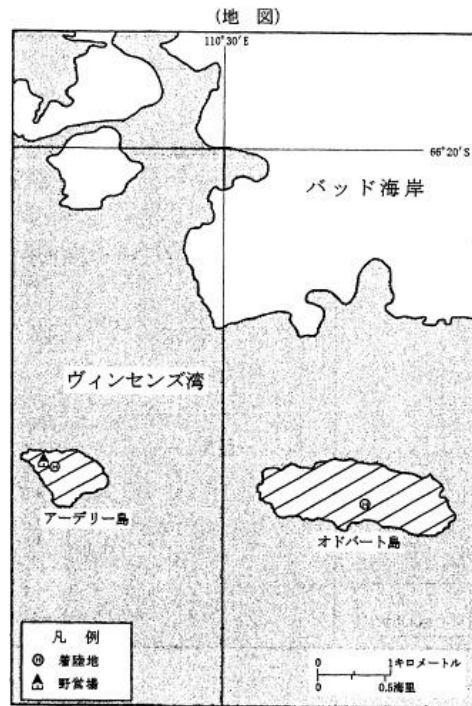 (地 図)
110°30′E
66°20′S
バッド海岸
ヴィンセンズ湾
アーデリー島
オドバート島
凡 例
Ⓗ 着陸地
野営場
0 1キロメートル
0 0.5海里